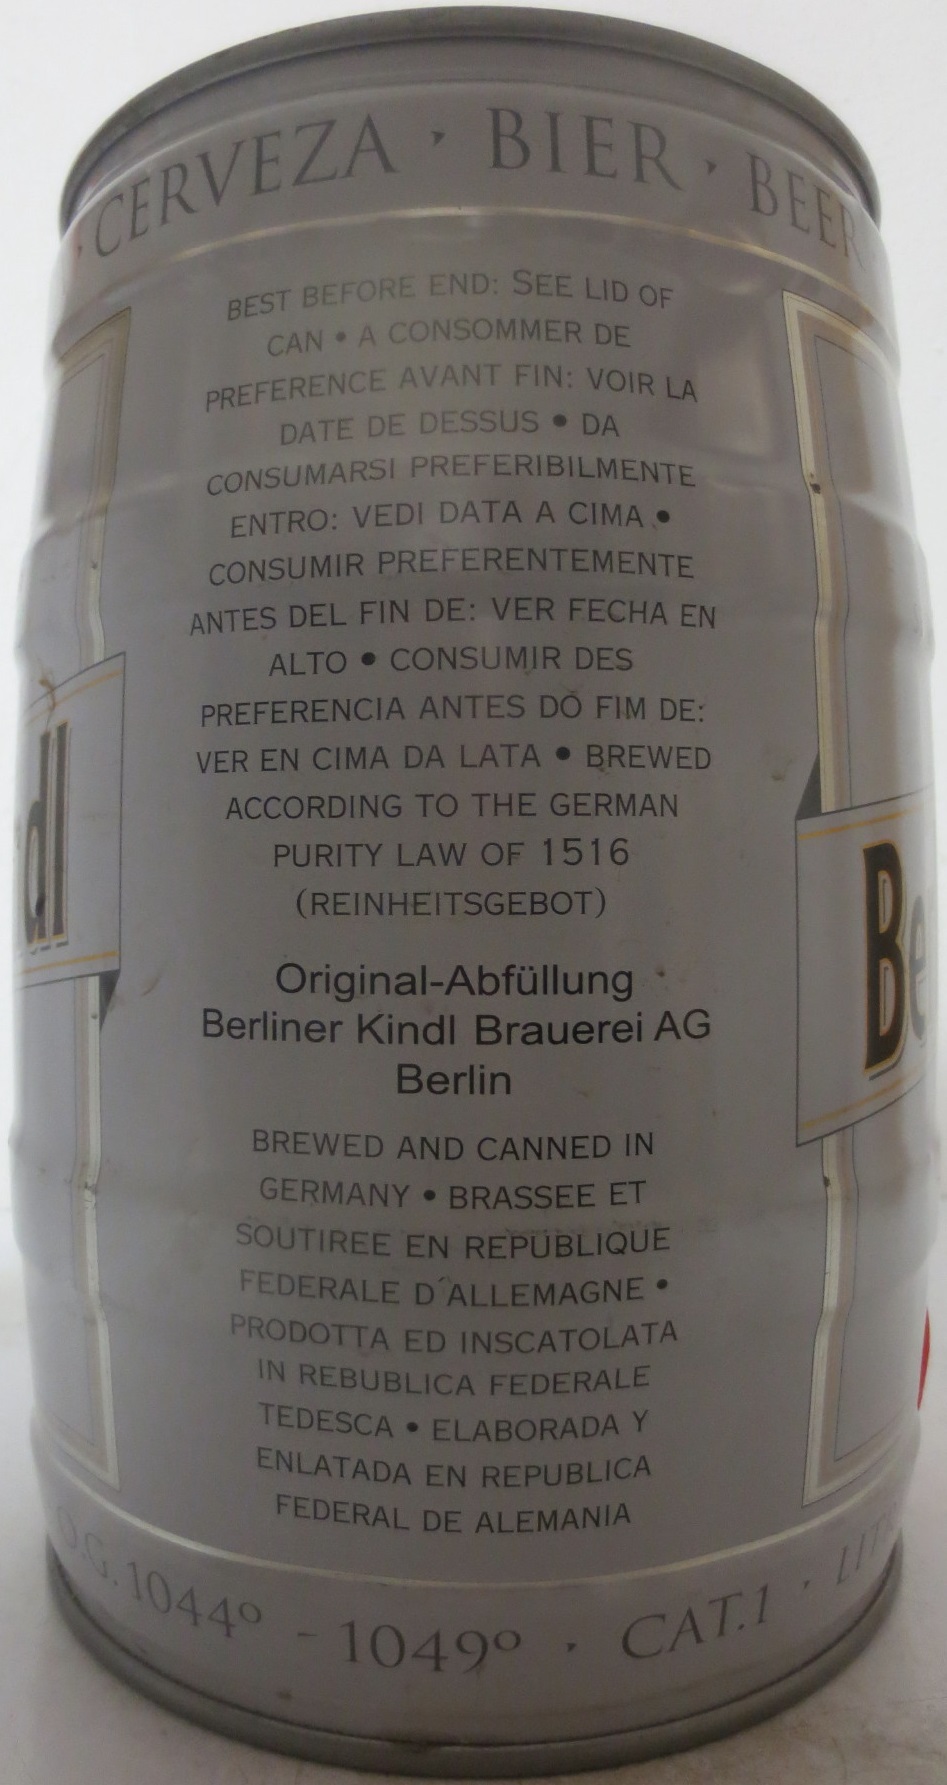 CERVEZA · BIER · BEER
BEST BEFORE END: SEE LID OF
CAN • A CONSOMMER DE
PREFERENCE AVANT FIN: VOIR LA
DATE DE DESSUS • DA
CONSUMARSI PREFERIBILMENTE
ENTRO: VEDI DATA A CIMA •
CONSUMIR PREFERENTEMENTE
ANTES DEL FIN DE: VER FECHA EN
ALTO • CONSUMIR DES
PREFERENCIA ANTES DO FIM DE:
VER EN CIMA DA LATA • BREWED
ACCORDING TO THE GERMAN
PURITY LAW OF 1516
(REINHEITSGEBOT)
Original-Abfüllung
Berliner Kindl Brauerei AG
Berlin
BREWED AND CANNED IN
GERMANY • BRASSEE ET
SOUTIREE EN REPUBLIQUE
FEDERALE D´ALLEMAGNE •
PRODOTTA ED INSCATOLATA
IN REBUBLICA FEDERALE
TEDESCA • ELABORADA Y
ENLATADA EN REPUBLICA
FEDERAL DE ALEMANIA
dl
Be
O.G. 1044º - 1049º · CAT.1 ·